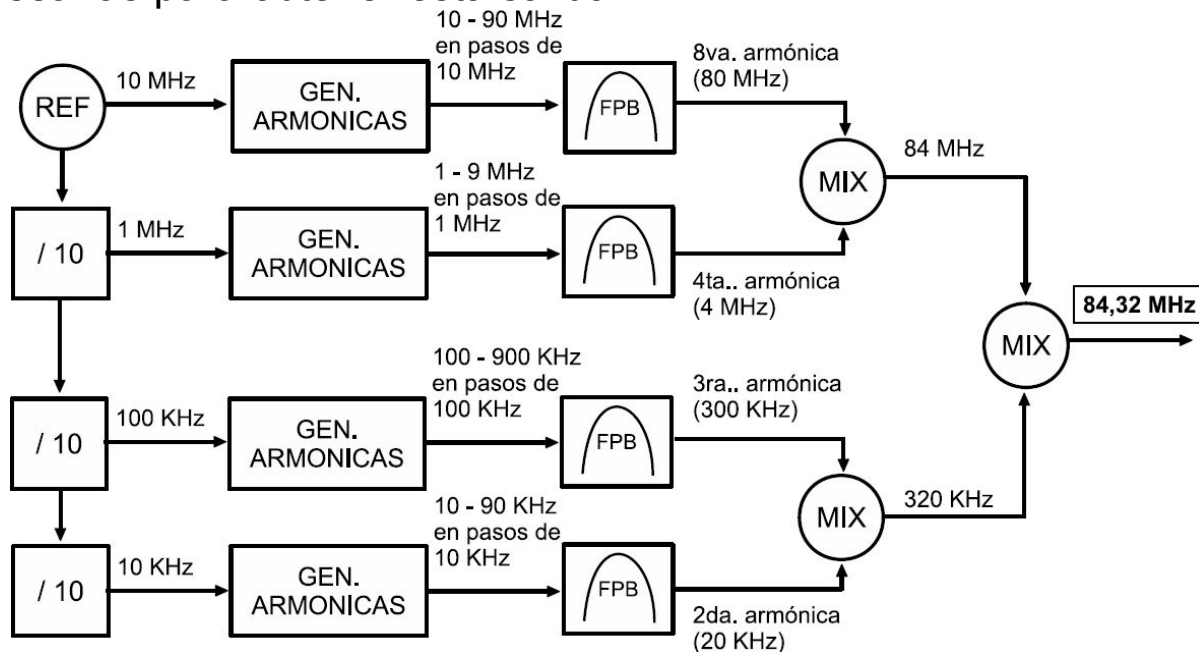 10 - 90 MHz
en pasos de
10 MHz
8va. armónica
(80 MHz)
REF
10 MHz
GEN.
ARMONICAS
FPB
MIX
84 MHz
1 - 9 MHz
en pasos de
1 MHz
/ 10
1 MHz
GEN.
ARMONICAS
FPB
4ta.. armónica
(4 MHz)
84,32 MHz
MIX
100 - 900 KHz
en pasos de
100 KHz
3ra.. armónica
(300 KHz)
/ 10
100 KHz
GEN.
ARMONICAS
FPB
MIX
320 KHz
10 - 90 KHz
en pasos de
10 KHz
/ 10
10 KHz
GEN.
ARMONICAS
FPB
2da. armónica
(20 KHz)